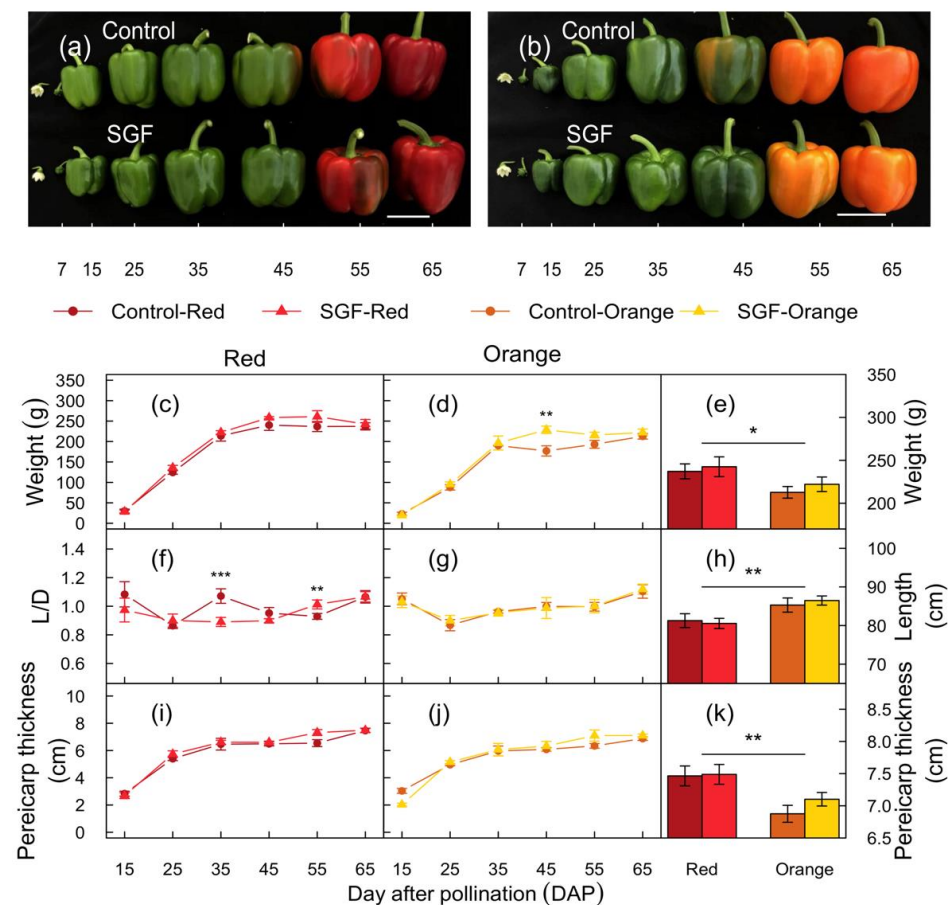 Control
(a)
SGF
Control
(b)
SGF
7 15 25 35 45 55 65
7 15 25 35 45 55 65
Control-Red SGF-Red Control-Orange SGF-Orange
Red Orange
Weight (g)
350
300
250
200
150
100
50
0
(c)
(d)
**
(e)
*
350
300
250
200
Weight (g)
L/D
1.4
1.2
1.0
0.8
0.6
(f)
***
**
(g)
(h)
**
100
90
80
70
Length
(cm)
Pereicarp thickness
(cm)
10
8
6
4
2
0
(i)
(j)
(k)
**
8.5
8.0
7.5
7.0
6.5
Pereicarp thickness
(cm)
15 25 35 45 55 65 15 25 35 45 55 65 Red Orange
Day after pollination (DAP)